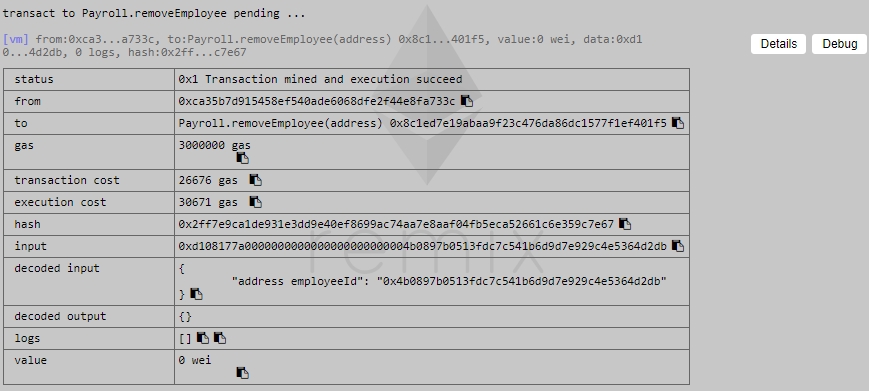 transact to Payroll.removeEmployee pending ...
[vm] from:0xca3...a733c, to:Payroll.removeEmployee(address) 0x8c1...401f5, value:0 wei, data:0xd1
0...4d2db, 0 logs, hash:0x2ff...c7e67
Details Debug
status 0x1 Transaction mined and execution succeed
from 0xca35b7d915458ef540ade6068dfe2f44e8fa733c
to Payroll.removeEmployee(address) 0x8c1ed7e19abaa9f23c476da86dc1577f1ef401f5
gas 3000000 gas
transaction cost 26676 gas
execution cost 30671 gas
hash 0x2ff7e9ca1de931e3dd9e40ef8699ac74aa7e8aaf04fb5eca52661c6e359c7e67
input 0xd108177a0000000000000000000000004b0897b0513fdc7c541b6d9d7e929c4e5364d2db
decoded input {
"address employeeId": "0x4b0897b0513fdc7c541b6d9d7e929c4e5364d2db"
}
decoded output {}
logs []
value 0 wei
remix